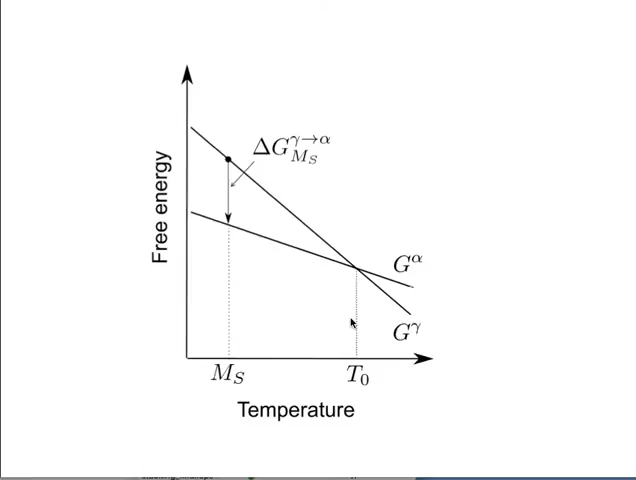 ΔG^{γ→α}_{M_S}
Free energy
G^α
G^γ
M_S
T_0
Temperature